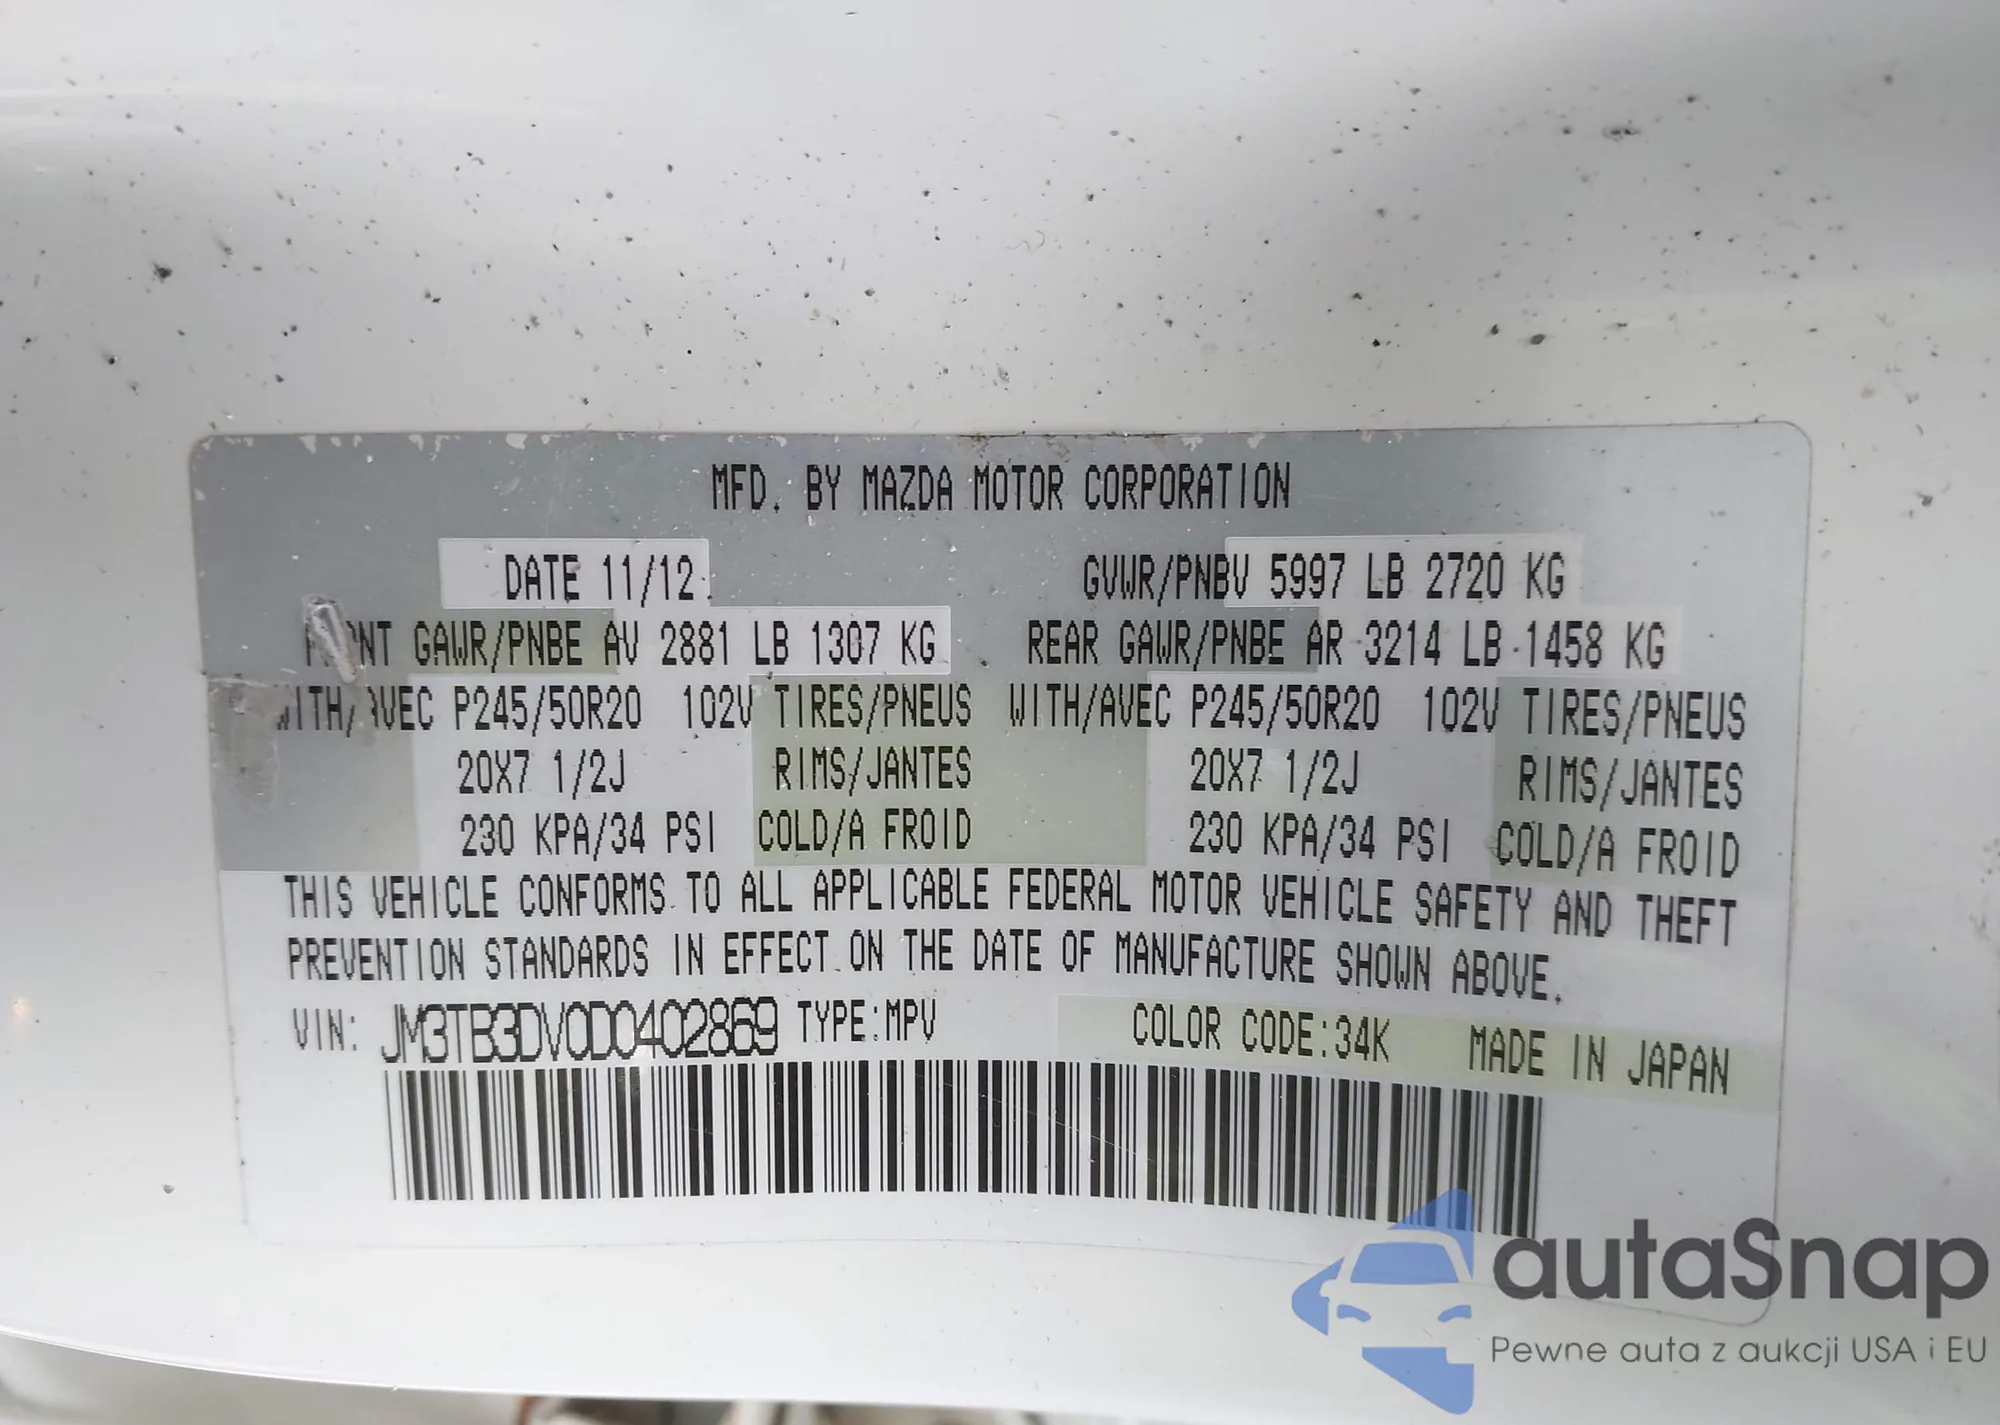 MFD. BY MAZDA MOTOR CORPORATION
DATE 11/12 GVWR/PNBV 5997 LB 2720 KG
FRONT GAWR/PNBE AV 2881 LB 1307 KG REAR GAWR/PNBE AR 3214 LB 1458 KG
WITH/AVEC P245/50R20 102V TIRES/PNEUS WITH/AVEC P245/50R20 102V TIRES/PNEUS
20X7 1/2J RIMS/JANTES 20X7 1/2J RIMS/JANTES
230 KPA/34 PSI COLD/A FROID 230 KPA/34 PSI COLD/A FROID
THIS VEHICLE CONFORMS TO ALL APPLICABLE FEDERAL MOTOR VEHICLE SAFETY AND THEFT
PREVENTION STANDARDS IN EFFECT ON THE DATE OF MANUFACTURE SHOWN ABOVE.
VIN: JM3TB3DV0D0402869 TYPE:MPV COLOR CODE:34K MADE IN JAPAN
autaSnap
Pewne auta z aukcji USA i EU